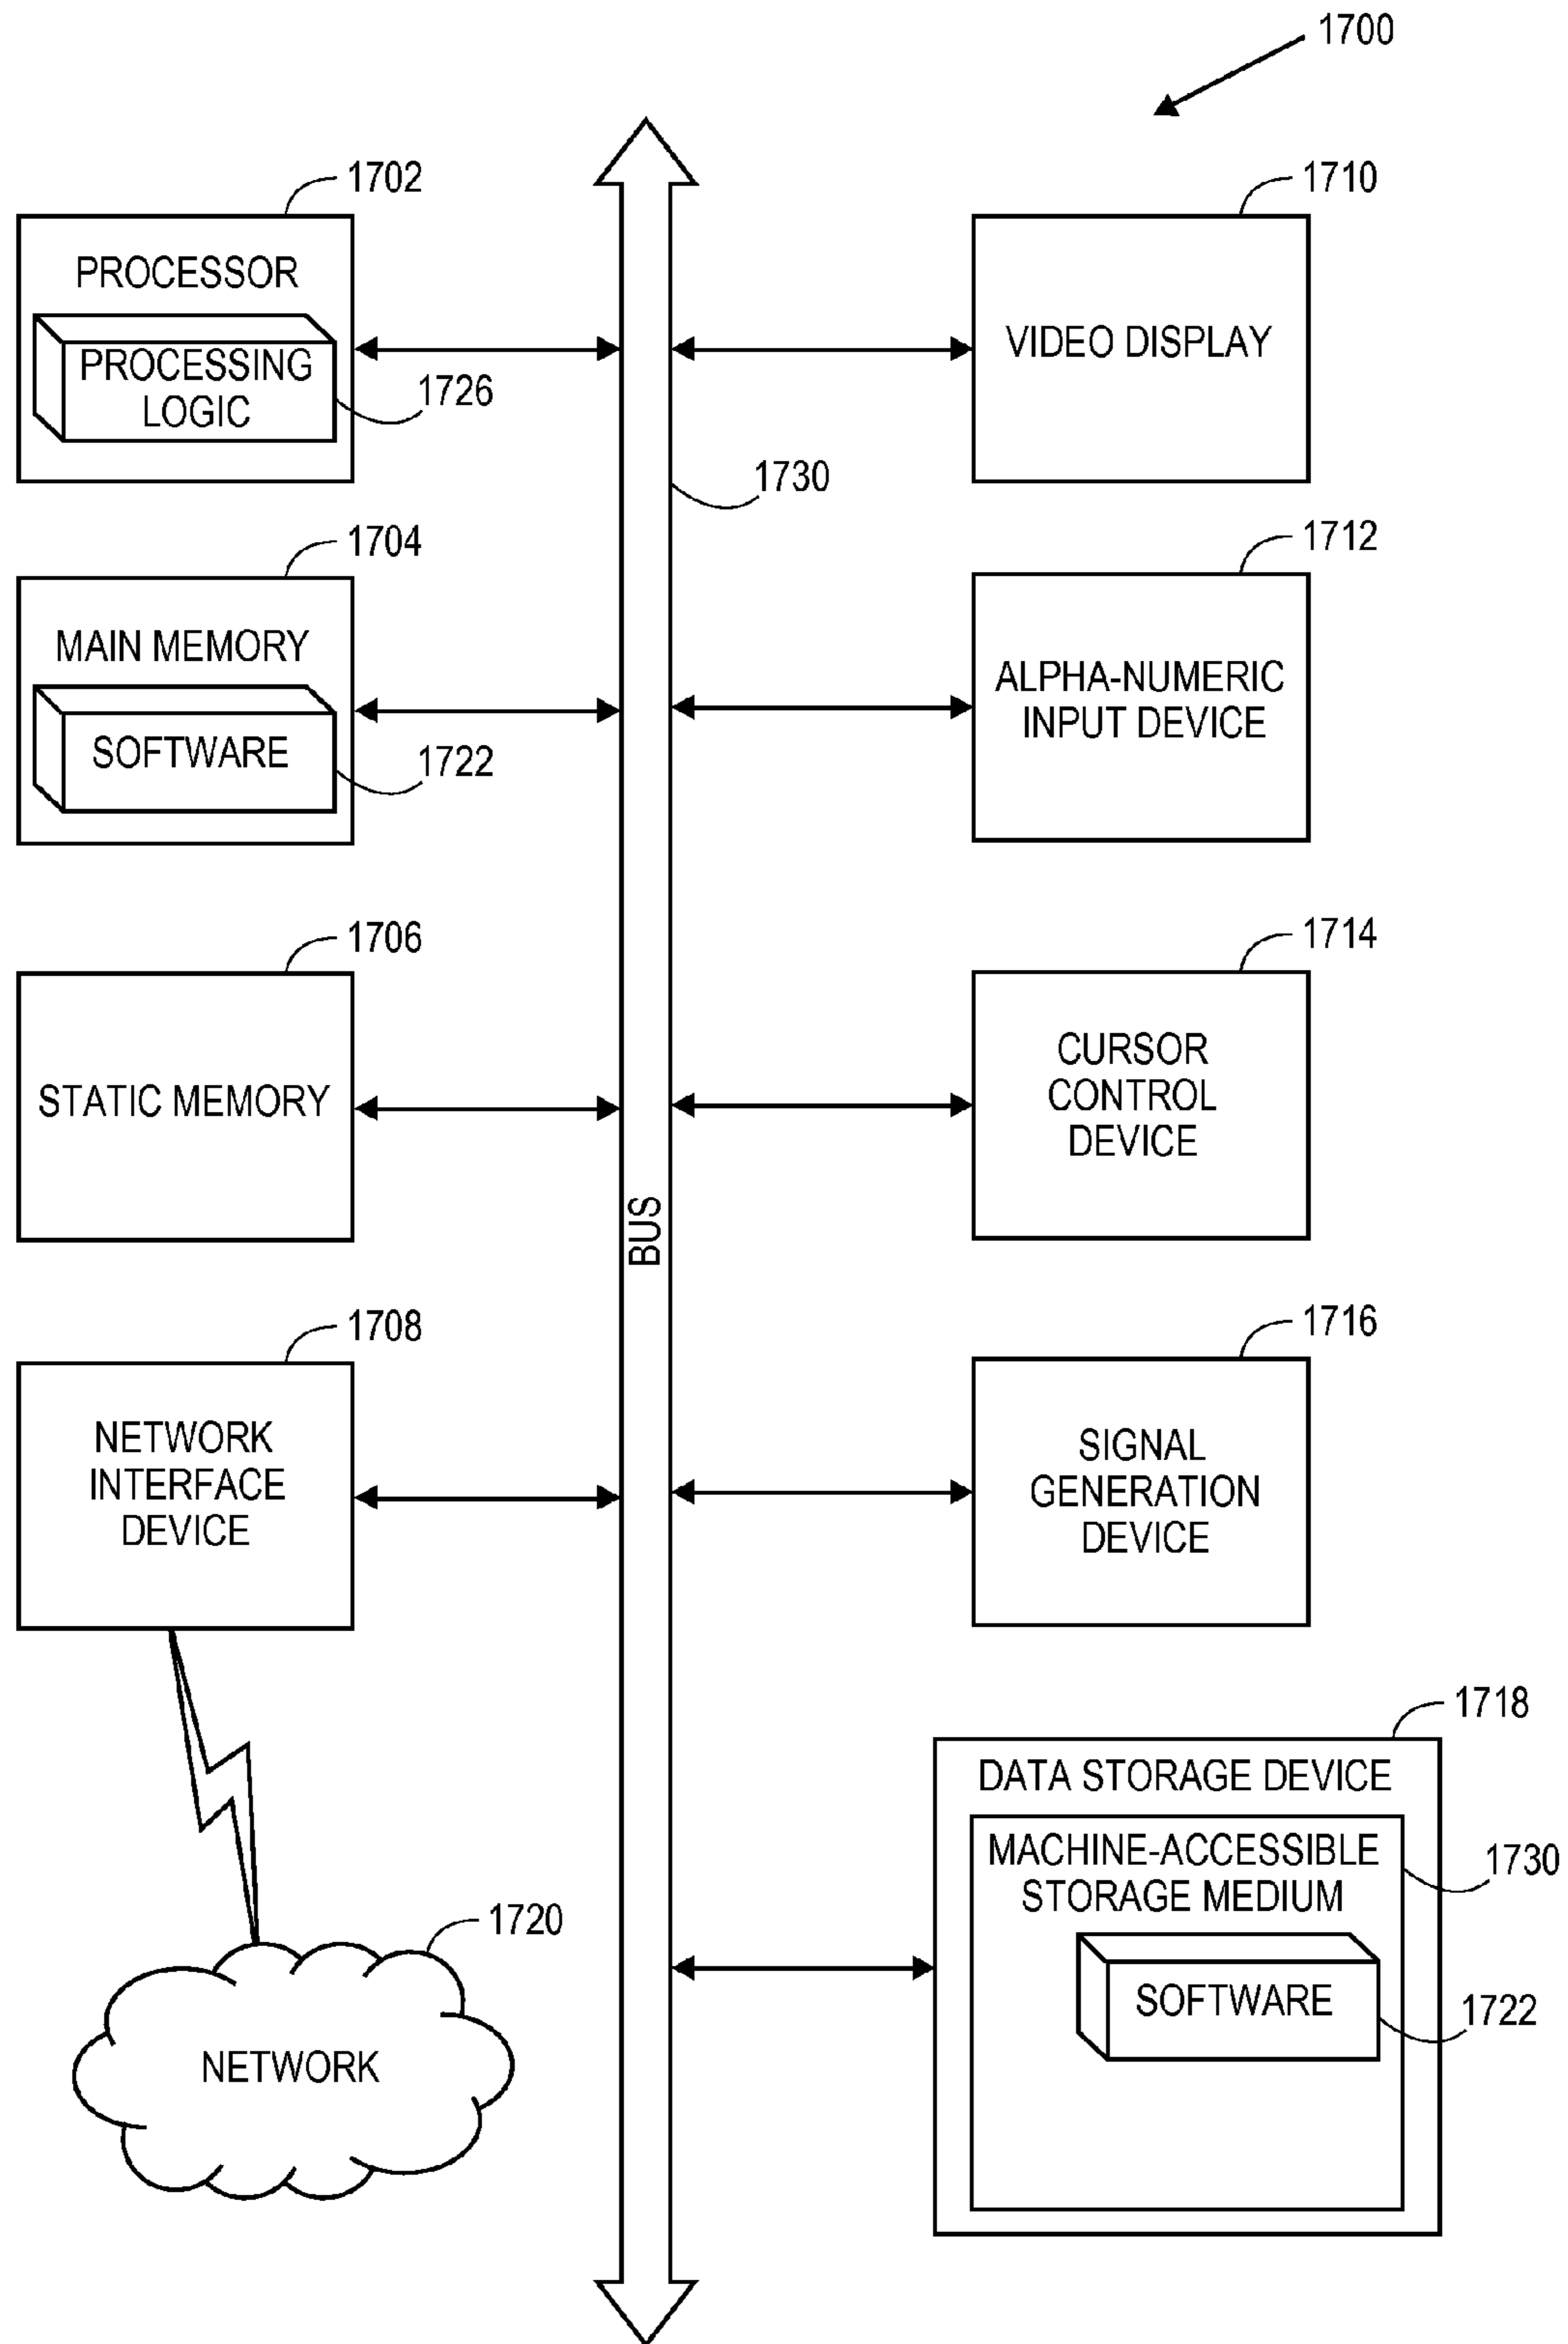 1700
1702
PROCESSOR
PROCESSING
LOGIC
1726
1704
MAIN MEMORY
SOFTWARE
1722
1706
STATIC MEMORY
1708
NETWORK
INTERFACE
DEVICE
1720
NETWORK
BUS
1730
1710
VIDEO DISPLAY
1712
ALPHA-NUMERIC
INPUT DEVICE
1714
CURSOR
CONTROL
DEVICE
1716
SIGNAL
GENERATION
DEVICE
1718
DATA STORAGE DEVICE
MACHINE-ACCESSIBLE
STORAGE MEDIUM
1730
SOFTWARE
1722